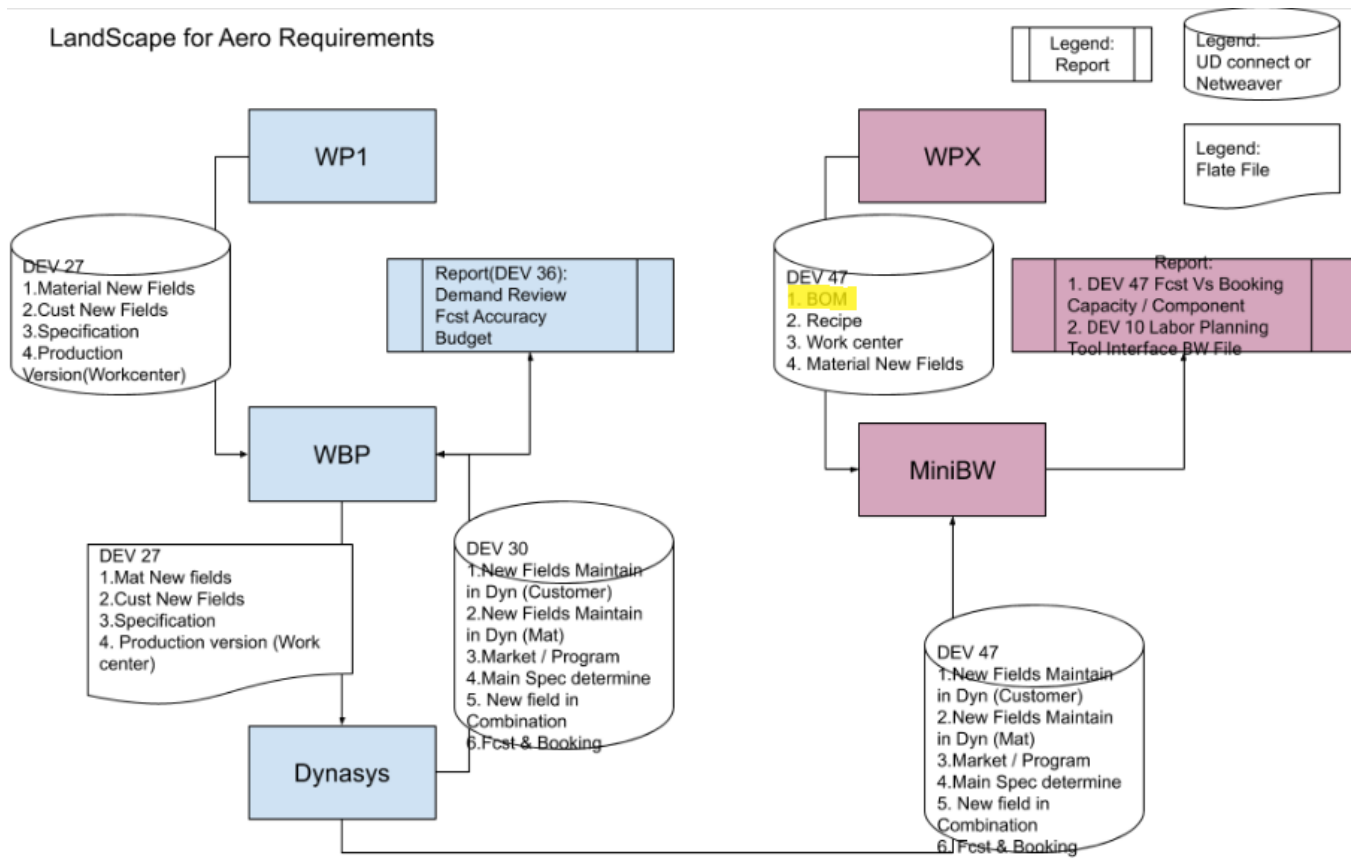 LandScape for Aero Requirements
Legend:
Report
Legend:
UD connect or
Netweaver
Legend:
Flate File
WP1
WPX
DEV 27
1.Material New Fields
2.Cust New Fields
3.Specification
4.Production
Version(Workcenter)
Report(DEV 36):
Demand Review
Fcst Accuracy
Budget
DEV 47
1. BOM
2. Recipe
3. Work center
4. Material New Fields
Report:
1. DEV 47 Fcst Vs Booking
Capacity / Component
2. DEV 10 Labor Planning
Tool Interface BW File
WBP
MiniBW
DEV 27
1.Mat New fields
2.Cust New Fields
3.Specification
4. Production version (Work
center)
DEV 30
1.New Fields Maintain
in Dyn (Customer)
2.New Fields Maintain
in Dyn (Mat)
3.Market / Program
4.Main Spec determine
5. New field in
Combination
6.Fcst & Booking
Dynasys
DEV 47
1.New Fields Maintain
in Dyn (Customer)
2.New Fields Maintain
in Dyn (Mat)
3.Market / Program
4.Main Spec determine
5. New field in
Combination
6. Fcst & Booking